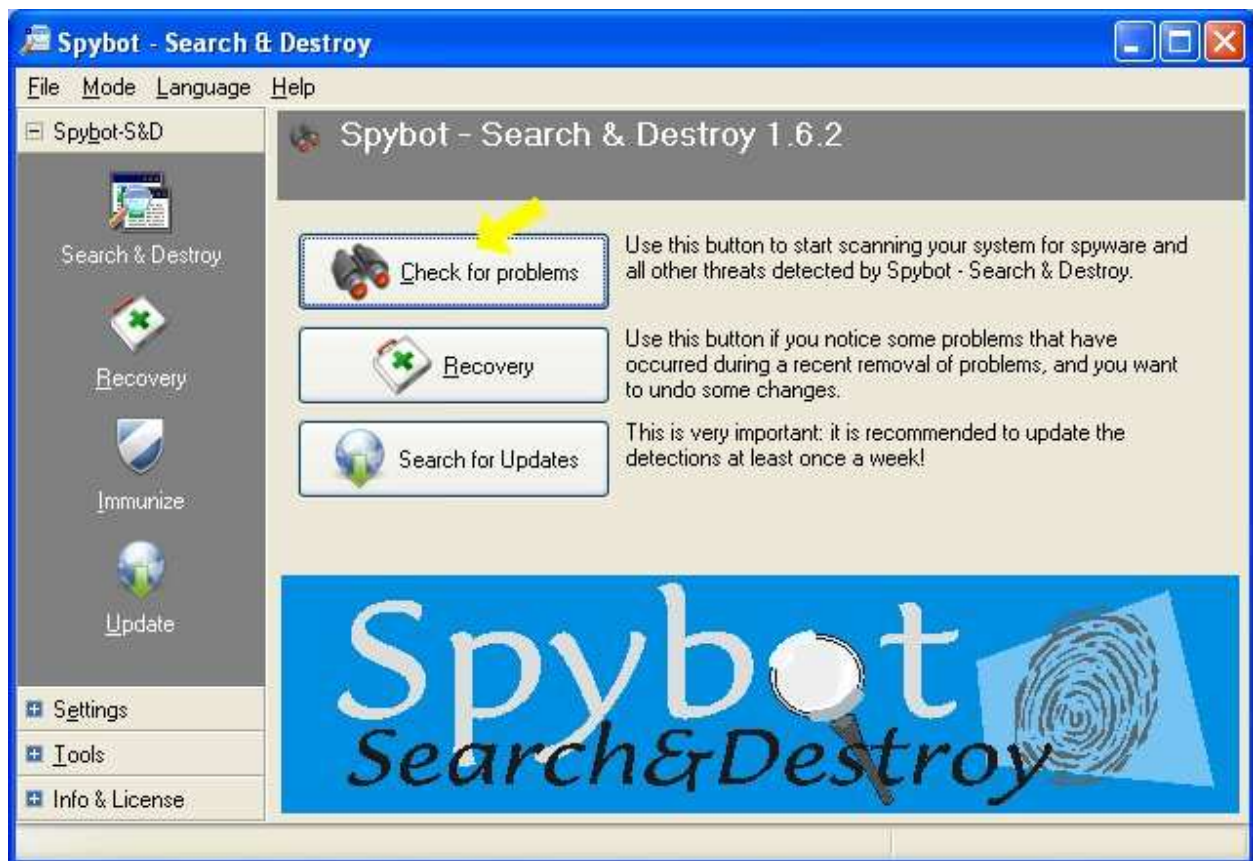 Spybot - Search & Destroy
File Mode Language Help
Spybot-S&D
Search & Destroy
Recovery
Immunize
Update
Settings
Tools
Info & License
Spybot - Search & Destroy 1.6.2
Check for problems
Use this button to start scanning your system for spyware and
all other threats detected by Spybot - Search & Destroy.
Recovery
Use this button if you notice some problems that have
occurred during a recent removal of problems, and you want
to undo some changes.
Search for Updates
This is very important: it is recommended to update the
detections at least once a week!
Spybot
Search&Destroy